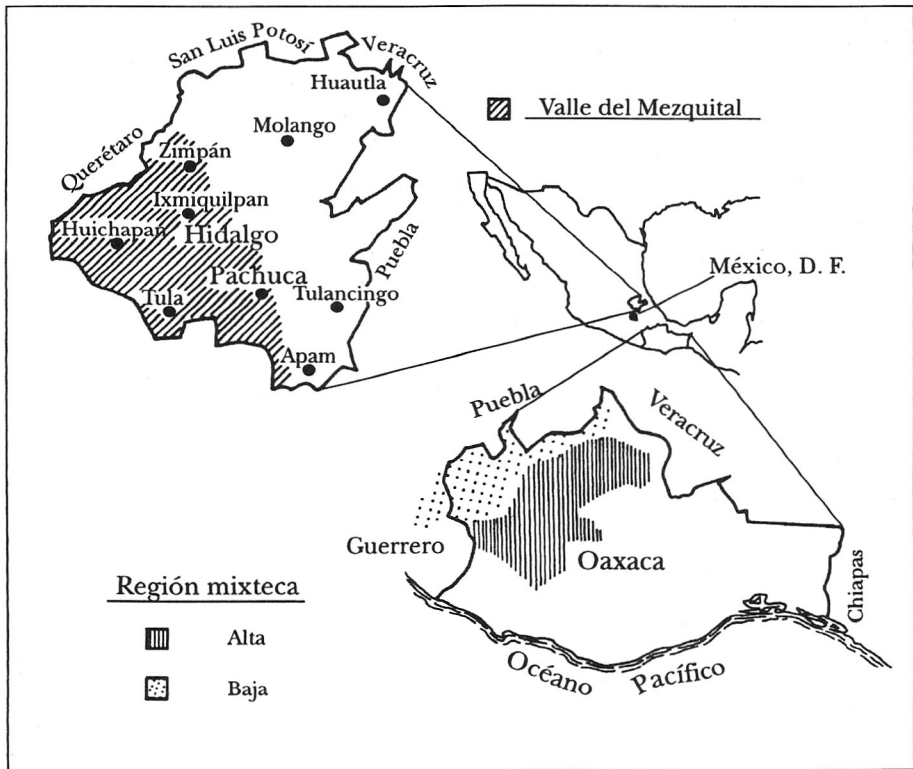 San Luis Potosí
Veracruz
Huautla
Molango
Querétaro
Zimpán
Ixmiquilpan
Huichapan
Hidalgo
Pachuca
Puebla
Tula
Tulancingo
Apam
Valle del Mezquital
México, D. F.
Puebla
Veracruz
Guerrero
Oaxaca
Chiapas
Océano Pacífico
Región mixteca
Alta
Baja